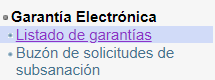 Garantía Electrónica
Listado de garantías
Buzón de solicitudes de
subsanación